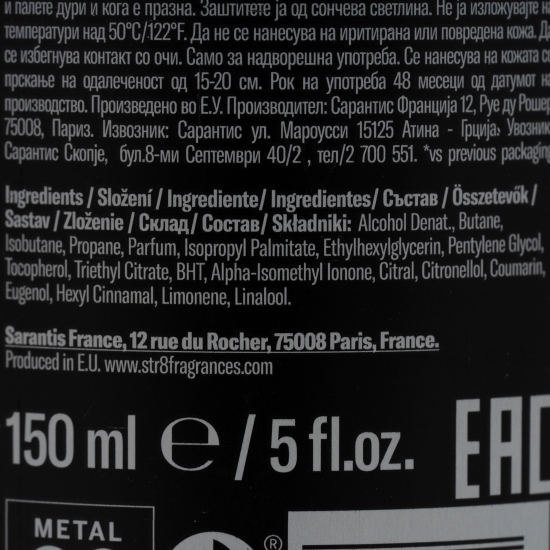 и палете дури и кога е празна. Заштитете ја од сончева светлина. Не ја изложувајте на
температури над 50°C/122°F. Да не се нанесува на иритирана или повредена кожа. Да
се избегнува контакт со очи. Само за надворешна употреба. Се нанесува на кожата со
прскање на одалеченост од 15-20 см. Рок на употреба 48 месеци од датумот на
производство. Произведено во Е.У. Производител: Сарантис Франција 12, Руе ду Рошер
75008, Париз. Извозник: Сарантис ул. Мароусси 15125 Атина - Грција, Увозник
Сарантис Скопје, бул.8-ми Септември 40/2 , тел/2 700 551. *vs previous packaging
Ingredients / Složení / Ingrediente/ Ingredientes/ Състав / Összetevők /
Sastav / Zloženie / Склад/ Состав/ Składniki: Alcohol Denat., Butane,
Isobutane, Propane, Parfum, Isopropyl Palmitate, Ethylhexylglycerin, Pentylene Glycol,
Tocopherol, Triethyl Citrate, BHT, Alpha-Isomethyl Ionone, Citral, Citronellol, Coumarin,
Eugenol, Hexyl Cinnamal, Limonene, Linalool.
Sarantis France, 12 rue du Rocher, 75008 Paris, France.
Produced in E.U. www.str8fragrances.com
150 ml ℮ / 5 fl.oz. EAC
METAL
®